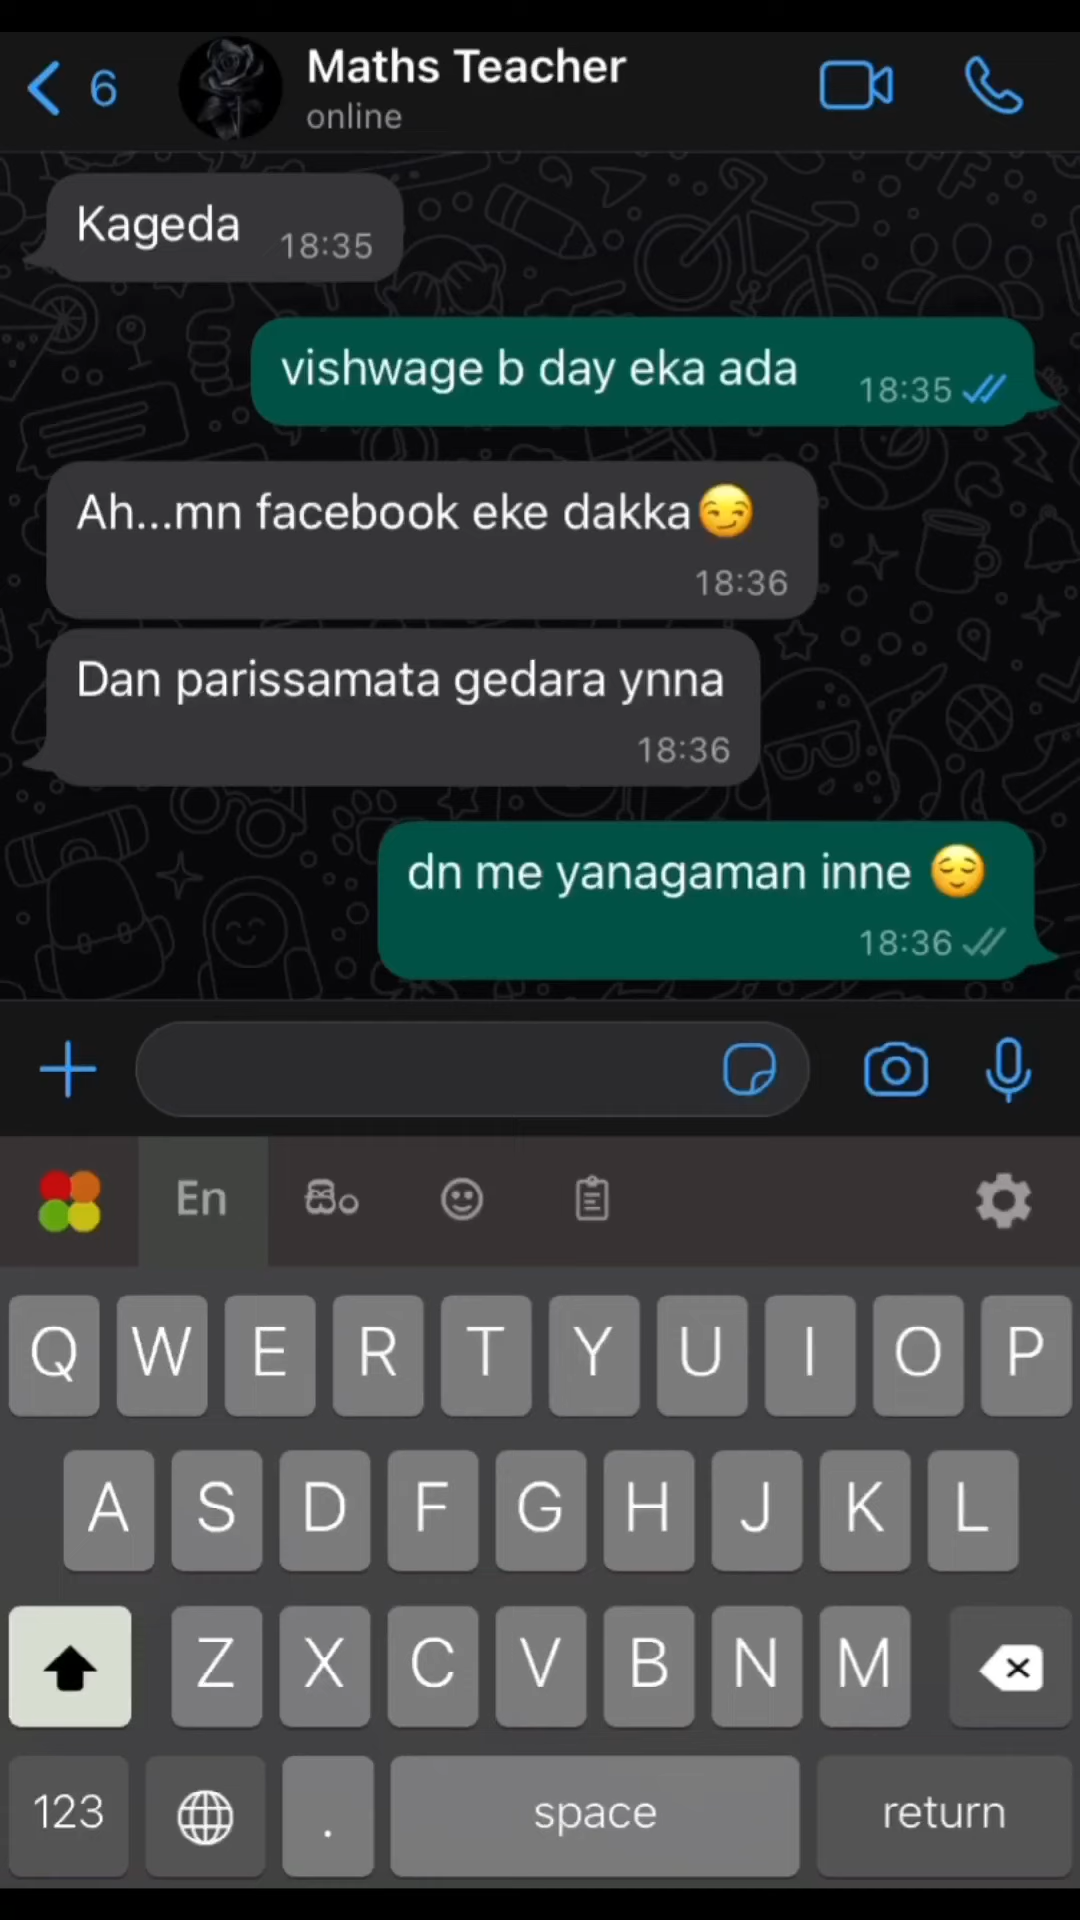 6
Maths Teacher
online
Kageda
18:35
vishwage b day eka ada
18:35
Ah...mn facebook eke dakka😏
18:36
Dan parissamata gedara ynna
18:36
dn me yanagaman inne 😌
18:36
En සිං
Q W E R T Y U I O P
A S D F G H J K L
Z X C V B N M
123 . space return